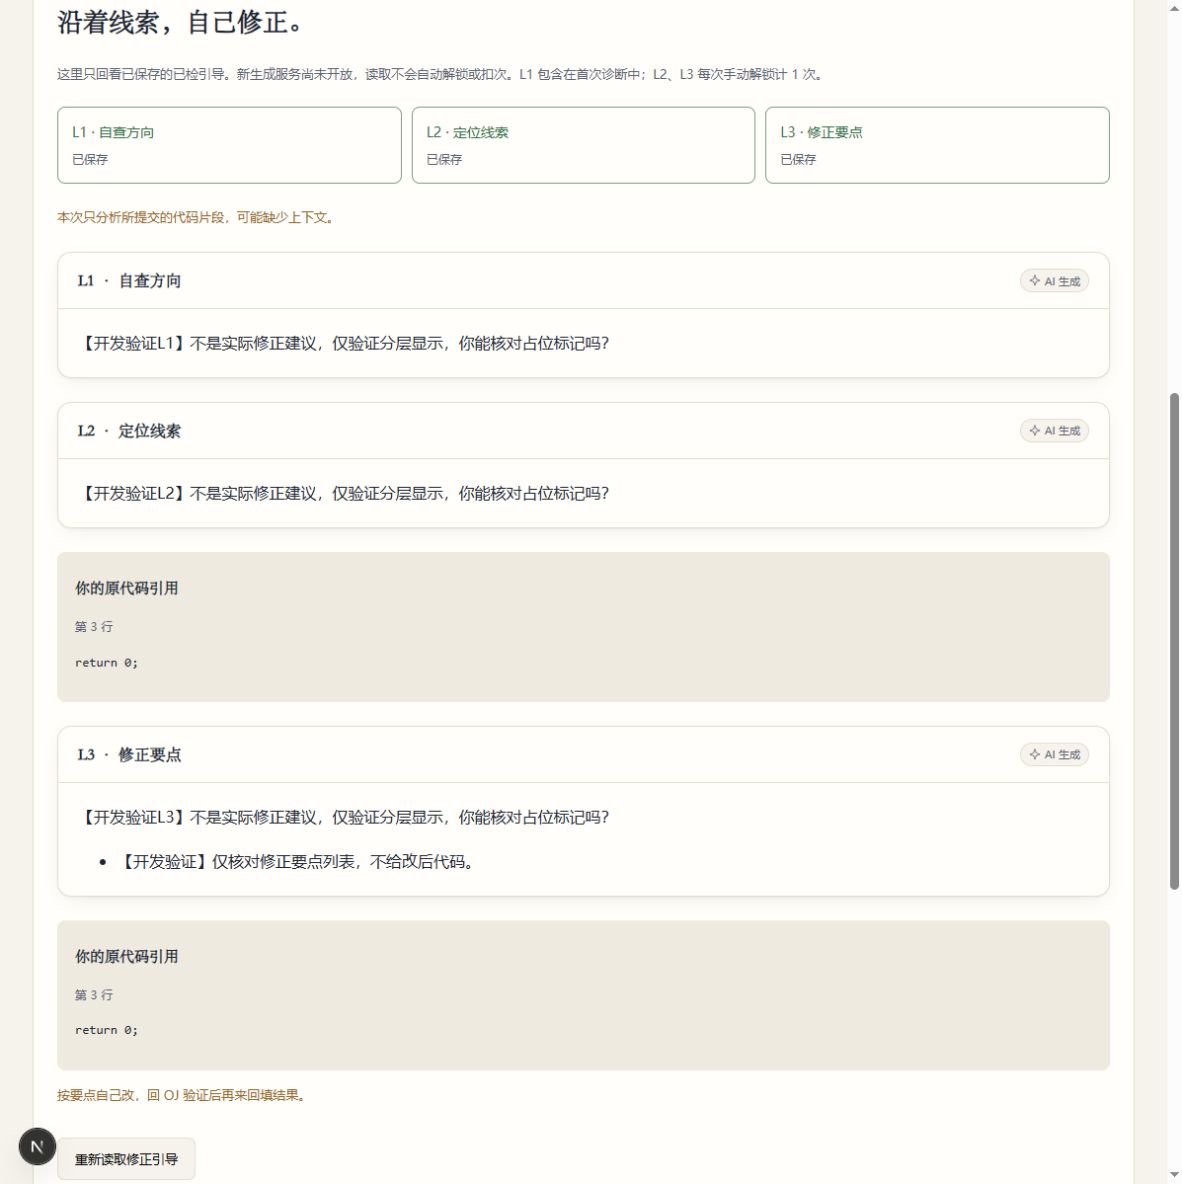 沿着线索，自己修正。
这里只回看已保存的已检引导。新生成服务尚未开放，读取不会自动解锁或扣次。L1 包含在首次诊断中；L2、L3 每次手动解锁计 1 次。
L1 · 自查方向
已保存
L2 · 定位线索
已保存
L3 · 修正要点
已保存
本次只分析所提交的代码片段，可能缺少上下文。
L1 · 自查方向
AI 生成
【开发验证L1】不是实际修正建议，仅验证分层显示，你能核对占位标记吗？
L2 · 定位线索
AI 生成
【开发验证L2】不是实际修正建议，仅验证分层显示，你能核对占位标记吗？
你的原代码引用
第 3 行
return 0;
L3 · 修正要点
AI 生成
【开发验证L3】不是实际修正建议，仅验证分层显示，你能核对占位标记吗？
• 【开发验证】仅核对修正要点列表，不给改后代码。
你的原代码引用
第 3 行
return 0;
按要点自己改，回 OJ 验证后再来回填结果。
N
重新读取修正引导